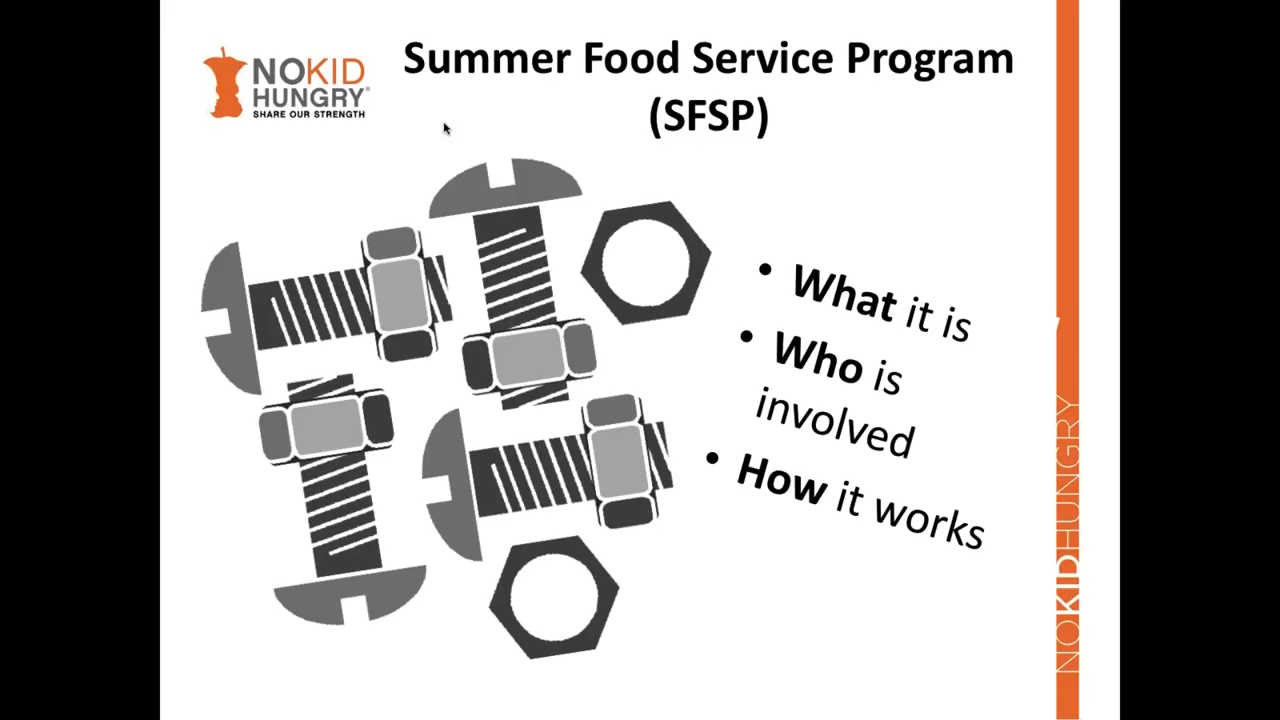 Summer Food Service Program
(SFSP)
NOKID
HUNGRY®
SHARE OUR STRENGTH
• What it is
• Who is
involved
• How it works
NOKIDHUNGRY